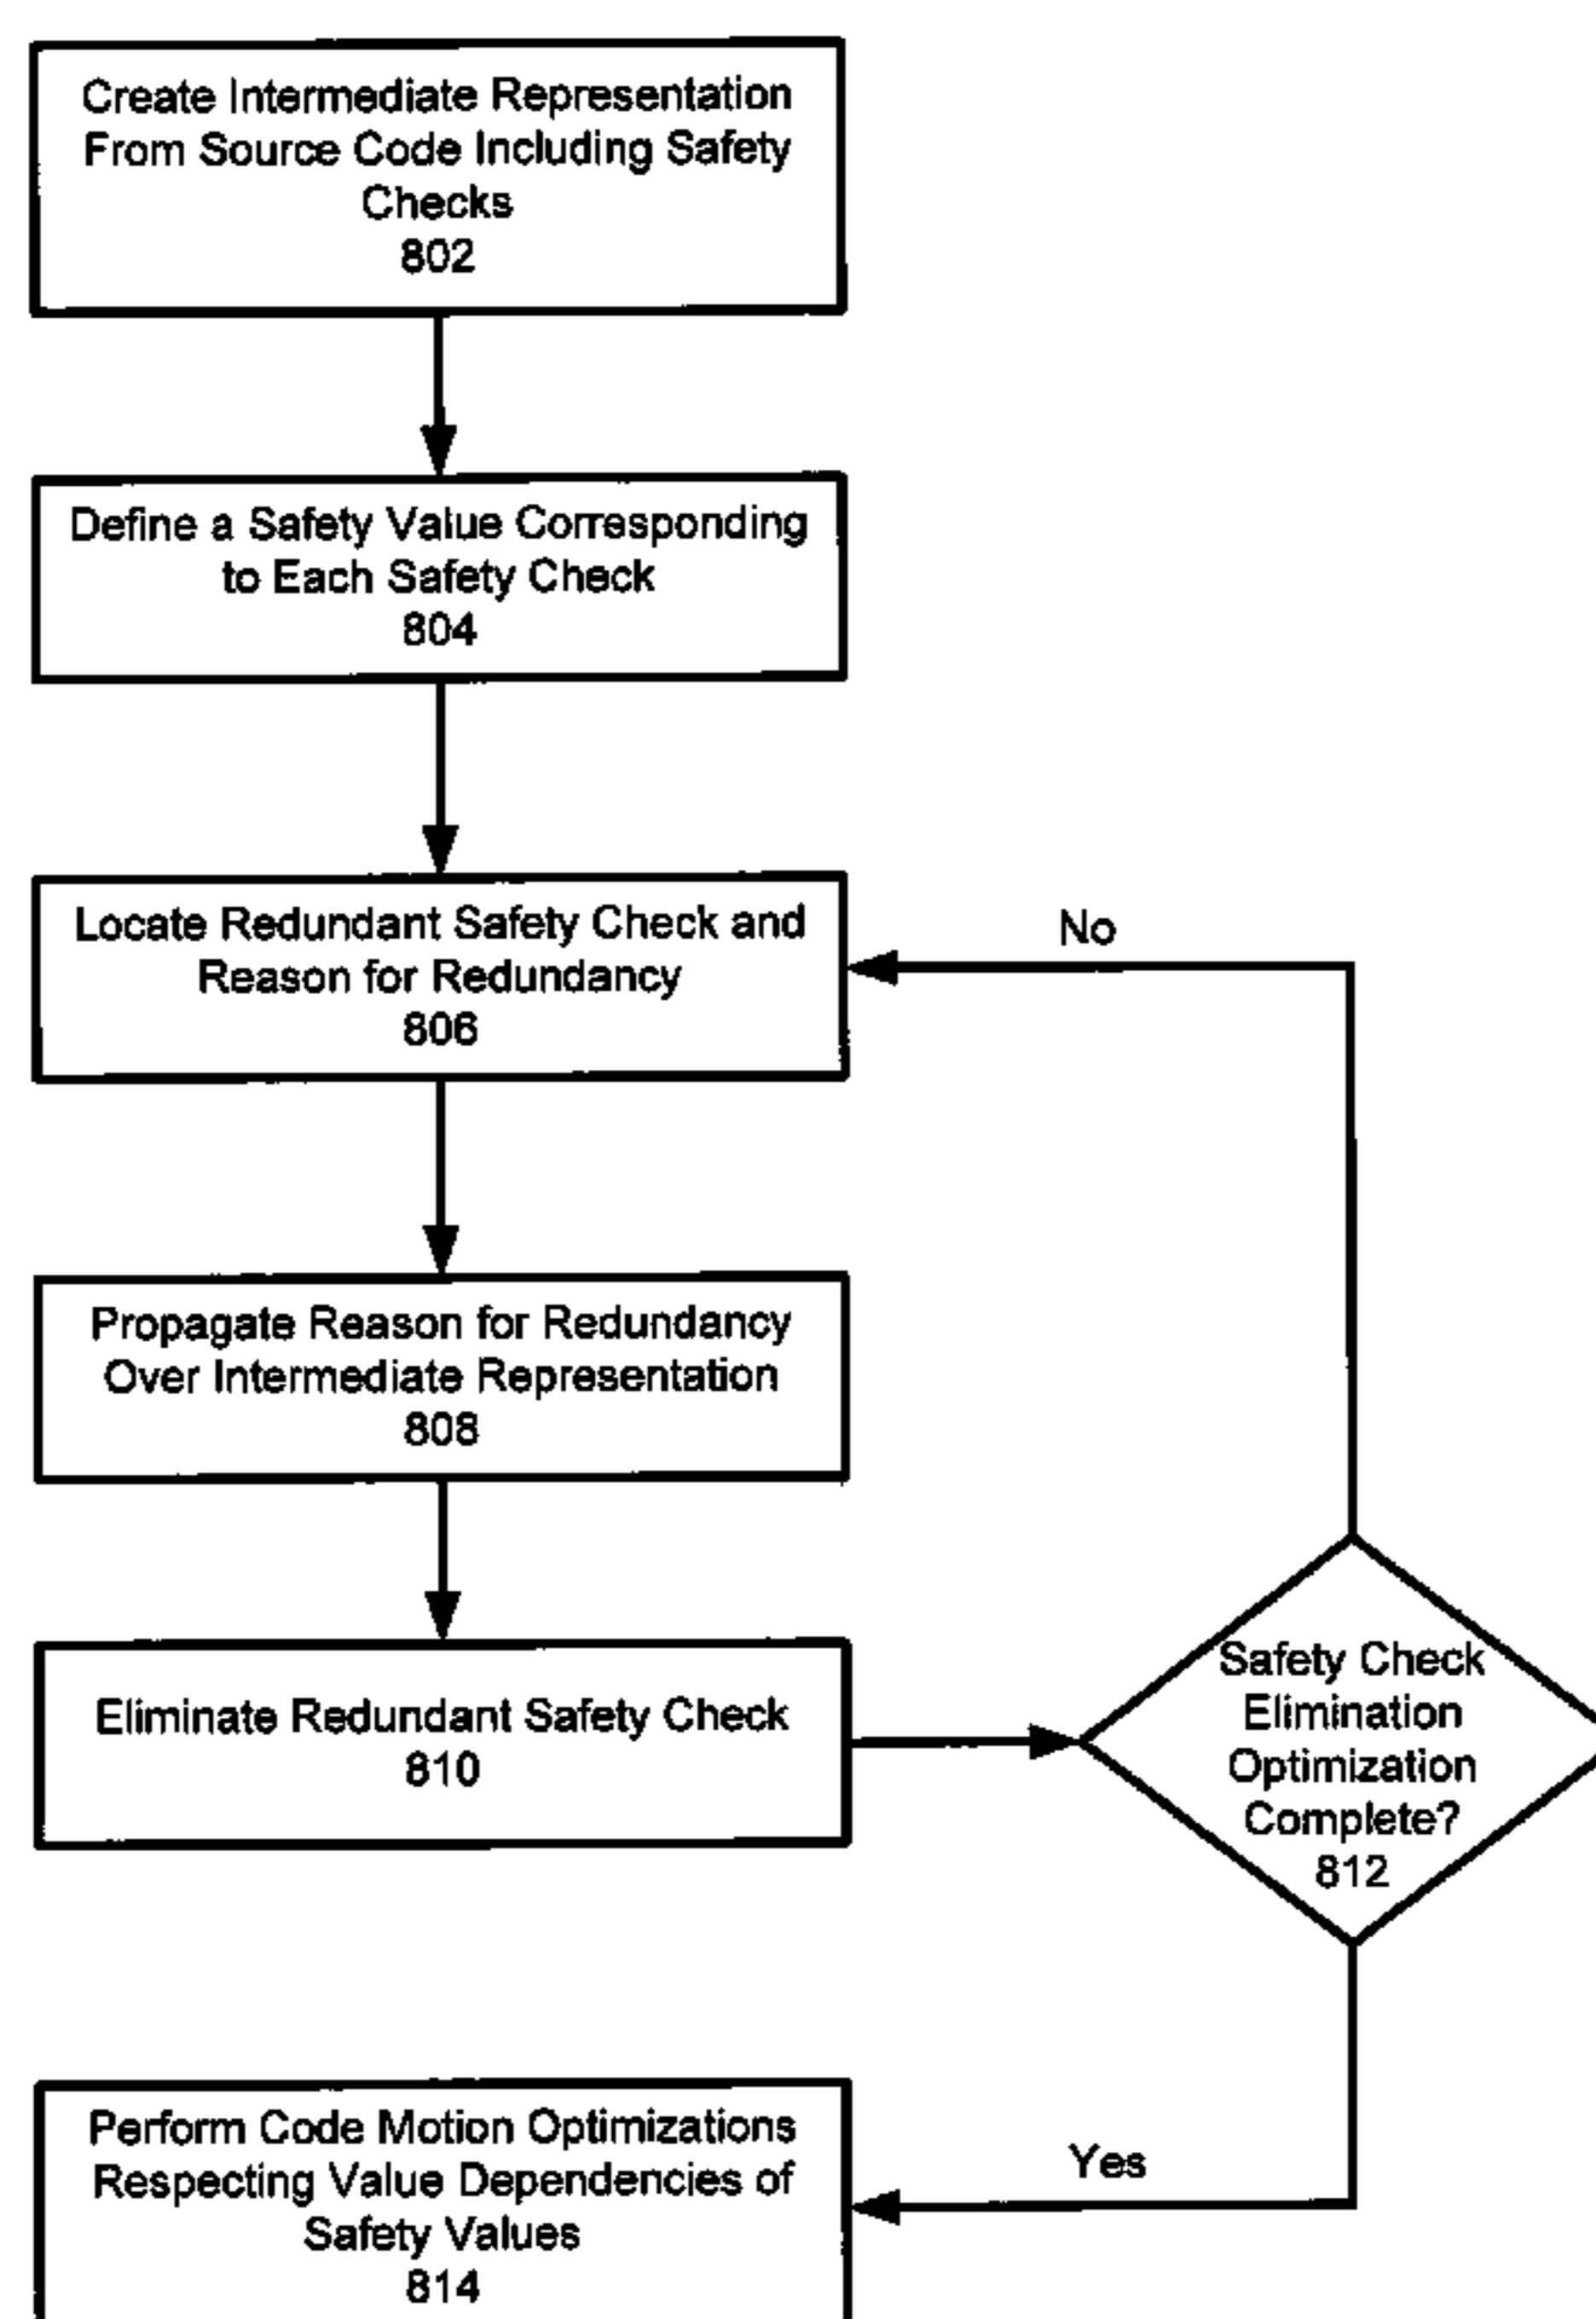 Create Intermediate Representation
From Source Code Including Safety
Checks
802
Define a Safety Value Corresponding
to Each Safety Check
804
Locate Redundant Safety Check and
Reason for Redundancy
806
No
Propagate Reason for Redundancy
Over Intermediate Representation
808
Eliminate Redundant Safety Check
810
Safety Check
Elimination
Optimization
Complete?
812
Perform Code Motion Optimizations
Respecting Value Dependencies of
Safety Values
814
Yes